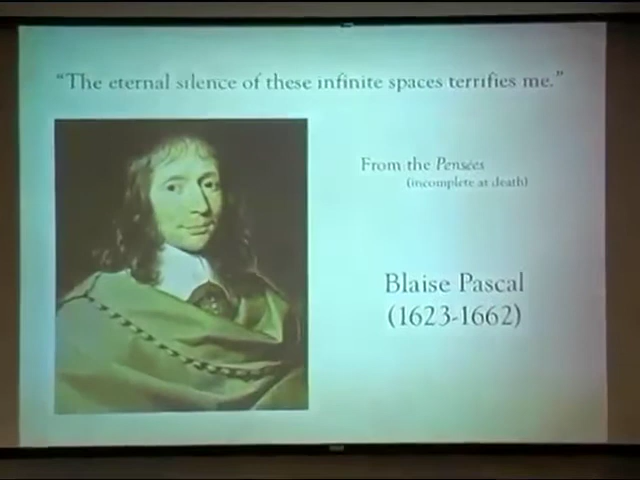 "The eternal silence of these infinite spaces terrifies me."
From the Pensées
(incomplete at death)
Blaise Pascal
(1623-1662)